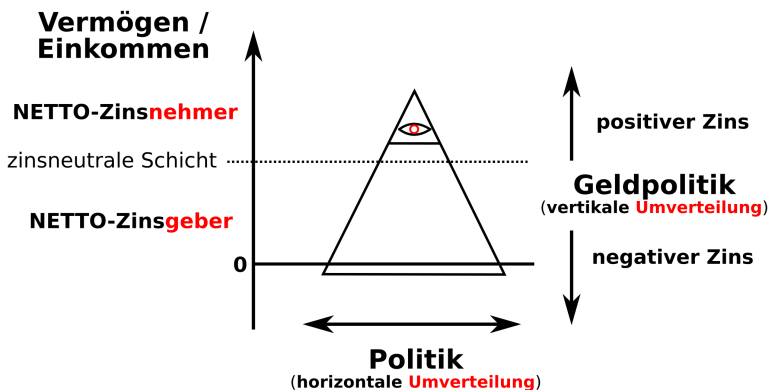 Vermögen /
Einkommen
NETTO-Zinsnehmer
zinsneutrale Schicht
NETTO-Zinsgeber
0
positiver Zins
Geldpolitik
(vertikale Umverteilung)
negativer Zins
Politik
(horizontale Umverteilung)